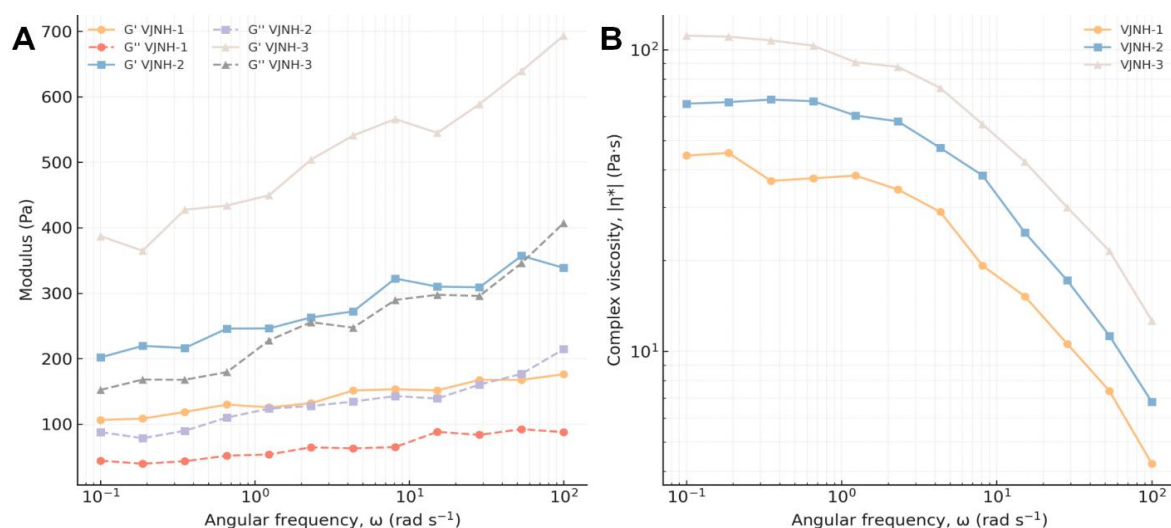 A
G' VJNH-1
G'' VJNH-1
G' VJNH-2
G'' VJNH-2
G' VJNH-3
G'' VJNH-3
Modulus (Pa)
700
600
500
400
300
200
100
10⁻¹
10⁰
10¹
10²
Angular frequency, ω (rad s⁻¹)
B
VJNH-1
VJNH-2
VJNH-3
Complex viscosity, |η*| (Pa·s)
10²
10¹
10⁻¹
10⁰
10¹
10²
Angular frequency, ω (rad s⁻¹)